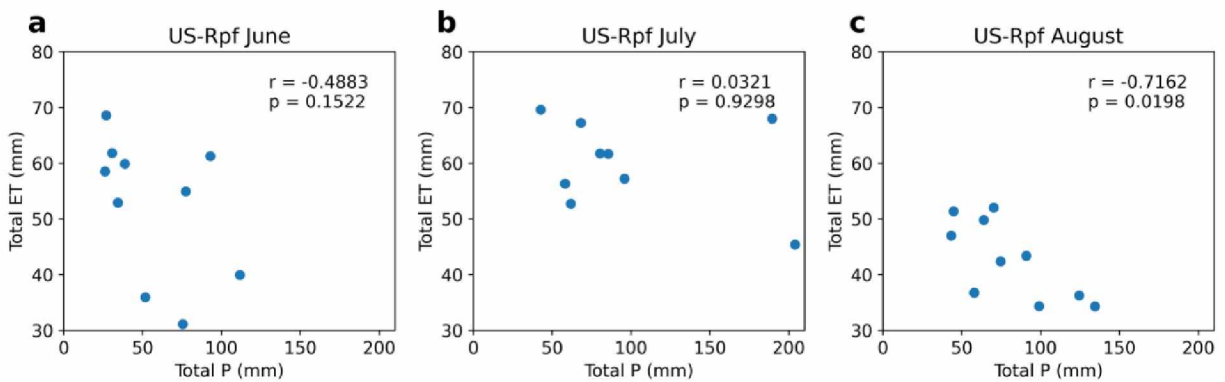 a
US-Rpf June
r = -0.4883
p = 0.1522
80
70
60
50
40
30
Total ET (mm)
0 50 100 150 200
Total P (mm)
b
US-Rpf July
r = 0.0321
p = 0.9298
80
70
60
50
40
30
Total ET (mm)
0 50 100 150 200
Total P (mm)
c
US-Rpf August
r = -0.7162
p = 0.0198
80
70
60
50
40
30
Total ET (mm)
0 50 100 150 200
Total P (mm)